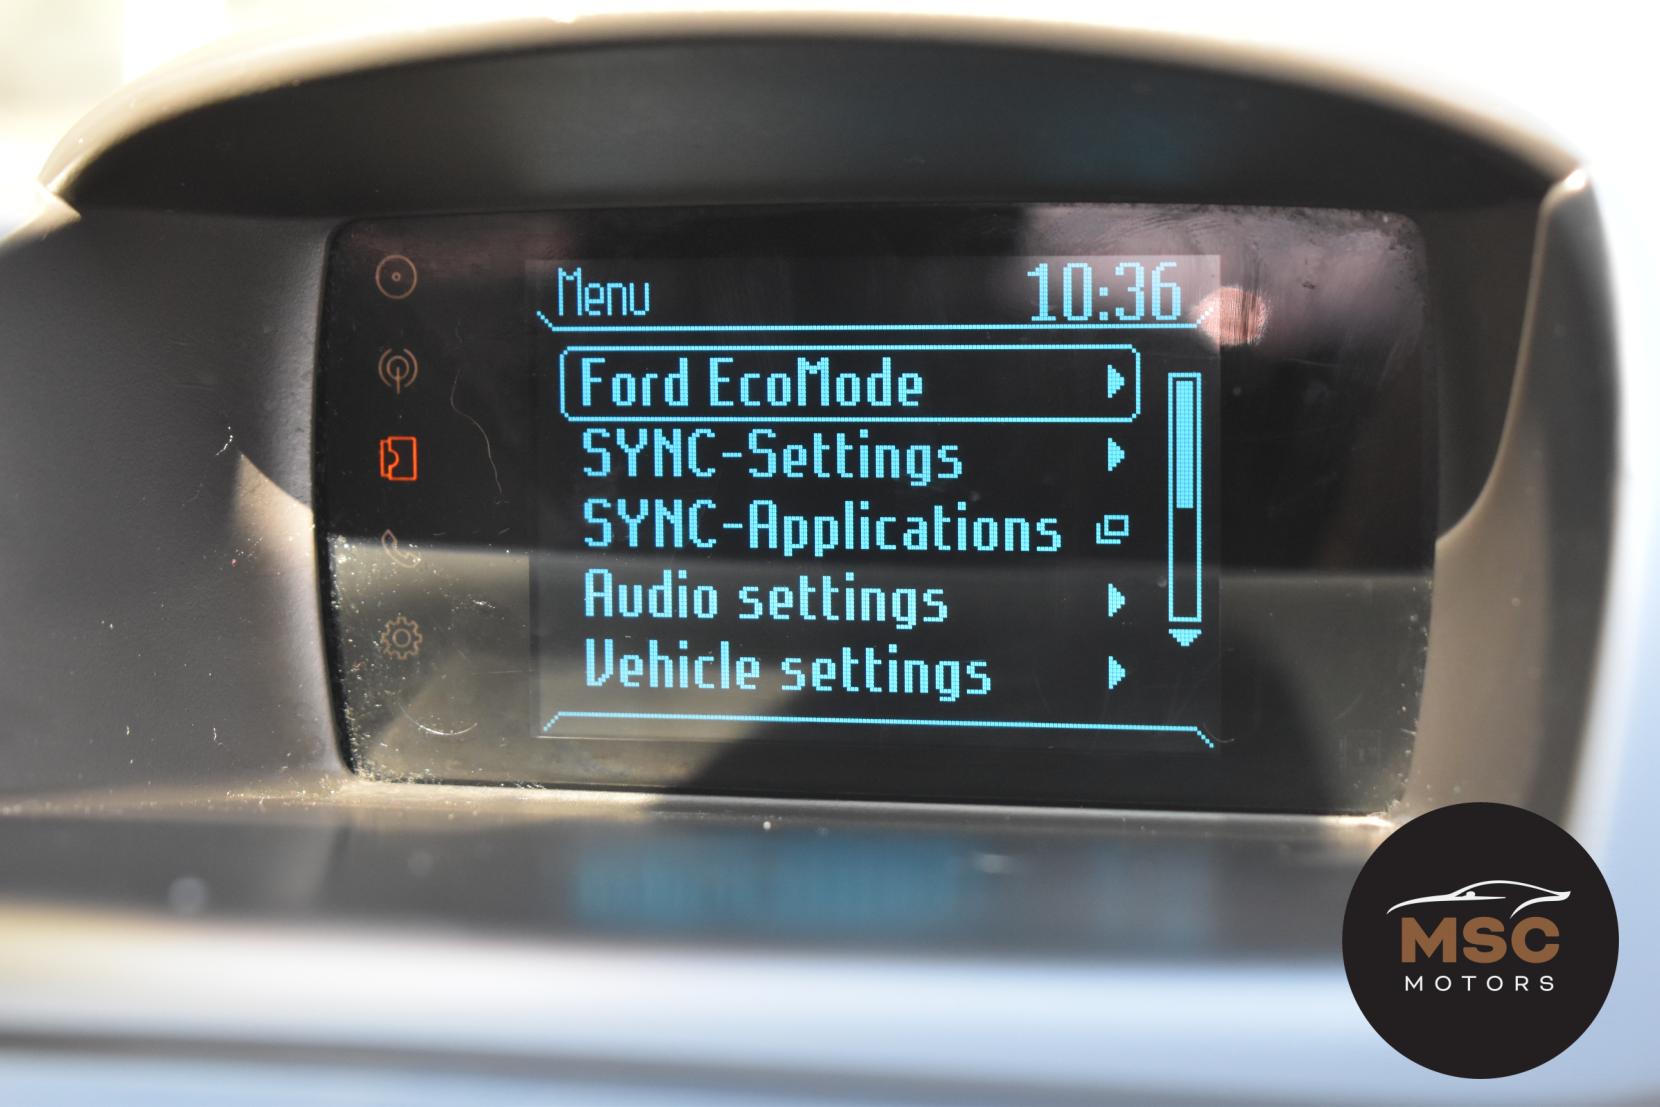 Menu 10:36
Ford EcoMode
SYNC-Settings
SYNC-Applications
Audio settings
Vehicle settings
MSC
MOTORS